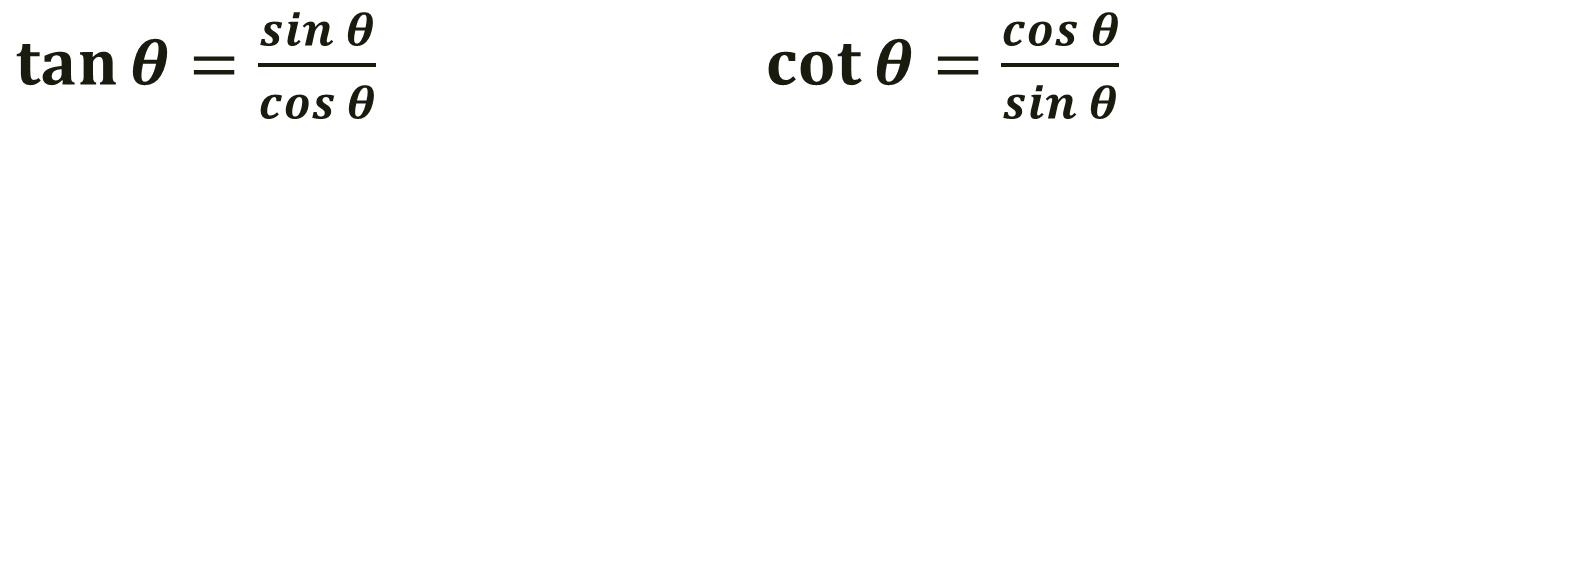 tan θ = sin θ / cos θ
cot θ = cos θ / sin θ